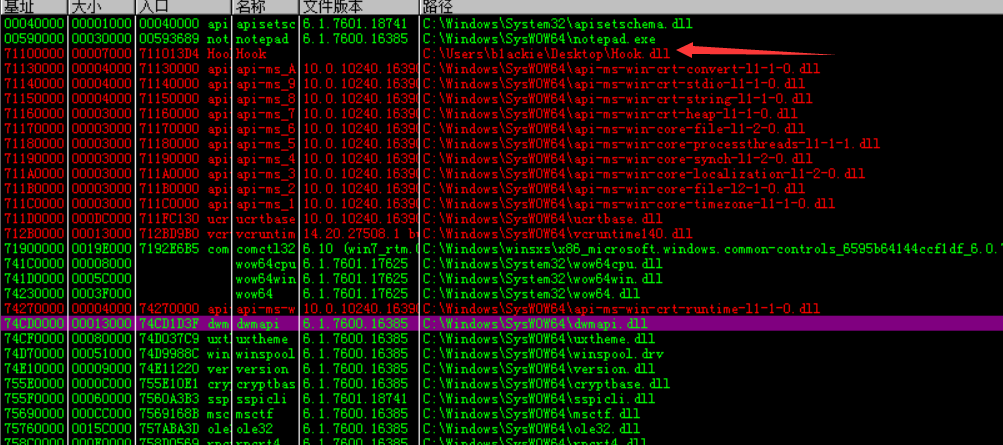 基址 大小 入口 名称 文件版本 路径
00040000 00001000 00040000 api apisetsc 6.1.7601.18741 C:\Windows\System32\apisetschema.dll
00590000 00030000 00593689 not notepad 6.1.7600.16385 C:\Windows\SysWOW64\notepad.exe
71100000 00007000 711013B4 Hoo Hook C:\Users\blackie\Desktop\Hook.dll
71130000 00004000 71130000 api api-ms_A 10.0.10240.1639 C:\Windows\SysWOW64\api-ms-win-crt-convert-l1-1-0.dll
71140000 00004000 71140000 api api-ms_9 10.0.10240.1639 C:\Windows\SysWOW64\api-ms-win-crt-stdio-l1-1-0.dll
71150000 00004000 71150000 api api-ms_8 10.0.10240.1639 C:\Windows\SysWOW64\api-ms-win-crt-string-l1-1-0.dll
71160000 00003000 71160000 api api-ms_7 10.0.10240.1639 C:\Windows\SysWOW64\api-ms-win-crt-heap-l1-1-0.dll
71170000 00003000 71170000 api api-ms_6 10.0.10240.1639 C:\Windows\SysWOW64\api-ms-win-core-file-l1-2-0.dll
71180000 00003000 71180000 api api-ms_5 10.0.10240.1639 C:\Windows\SysWOW64\api-ms-win-core-processthreads-l1-1-1.dll
71190000 00003000 71190000 api api-ms_4 10.0.10240.1639 C:\Windows\SysWOW64\api-ms-win-core-synch-l1-2-0.dll
711A0000 00003000 711A0000 api api-ms_3 10.0.10240.1639 C:\Windows\SysWOW64\api-ms-win-core-localization-l1-2-0.dll
711B0000 00003000 711B0000 api api-ms_2 10.0.10240.1639 C:\Windows\SysWOW64\api-ms-win-core-file-l2-1-0.dll
711C0000 00003000 711C0000 api api-ms_1 10.0.10240.1639 C:\Windows\SysWOW64\api-ms-win-core-timezone-l1-1-0.dll
711D0000 000DC000 711FC130 ucr ucrtbase 10.0.10240.1639 C:\Windows\SysWOW64\ucrtbase.dll
712B0000 00013000 712BD9B0 vcr vcruntim 14.20.27508.1 b C:\Windows\SysWOW64\vcruntime140.dll
71900000 0019E000 7192E6B5 com comctl32 6.10 (win7_rtm. C:\Windows\winsxs\x86_microsoft.windows.common-controls_6595b64144ccf1df_6.0.
741C0000 00008000 wow64cpu 6.1.7601.17625 C:\Windows\System32\wow64cpu.dll
741D0000 0005C000 wow64win 6.1.7601.17625 C:\Windows\System32\wow64win.dll
74230000 0003F000 wow64 6.1.7601.17625 C:\Windows\System32\wow64.dll
74270000 00004000 74270000 api api-ms-w 10.0.10240.1639 C:\Windows\SysWOW64\api-ms-win-crt-runtime-l1-1-0.dll
74CD0000 00013000 74CD1D3F dwm dwmapi 6.1.7600.16385 C:\Windows\SysWOW64\dwmapi.dll
74CF0000 00080000 74D037C9 uxt uxtheme 6.1.7600.16385 C:\Windows\SysWOW64\uxtheme.dll
74D70000 00051000 74D9988C win winspool 6.1.7600.16385 C:\Windows\SysWOW64\winspool.drv
74E10000 00009000 74E11220 ver version 6.1.7600.16385 C:\Windows\SysWOW64\version.dll
755E0000 0000C000 755E10E1 cry cryptbas 6.1.7600.16385 C:\Windows\SysWOW64\cryptbase.dll
755F0000 00060000 7560A3B3 ssp sspicli 6.1.7601.18741 C:\Windows\SysWOW64\sspicli.dll
75690000 000CC000 7569168B msc msctf 6.1.7600.16385 C:\Windows\SysWOW64\msctf.dll
75760000 0015C000 757ABA3D ole ole32 6.1.7600.16385 C:\Windows\SysWOW64\ole32.dll
758D0000 000F0000 758D0569 rpc rpcrt4 6.1.7600.16385 C:\Windows\SysWOW64\rpcrt4.dll